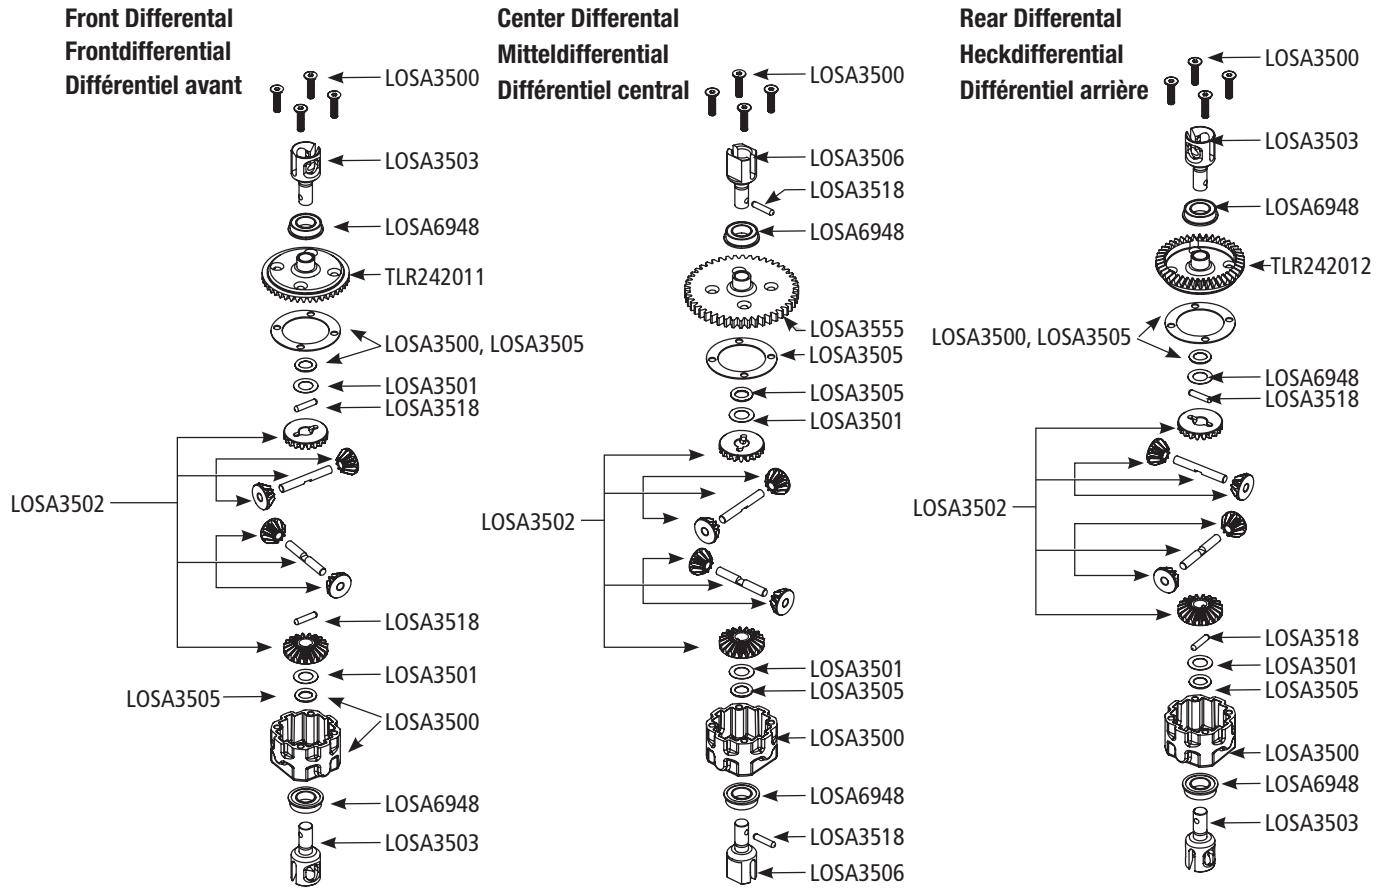 Front Differental
Frontdifferential
Différentiel avant
LOSA3500
LOSA3503
LOSA6948
TLR242011
LOSA3500, LOSA3505
LOSA3501
LOSA3518
LOSA3502
LOSA3518
LOSA3501
LOSA3505
LOSA3500
LOSA6948
LOSA3503
Center Differental
Mitteldifferential
Différentiel central
LOSA3500
LOSA3506
LOSA3518
LOSA6948
LOSA3555
LOSA3505
LOSA3505
LOSA3501
LOSA3502
LOSA3501
LOSA3505
LOSA3500
LOSA6948
LOSA3518
LOSA3506
Rear Differental
Heckdifferential
Différentiel arrière
LOSA3500
LOSA3503
LOSA6948
TLR242012
LOSA3500, LOSA3505
LOSA6948
LOSA3518
LOSA3502
LOSA3518
LOSA3501
LOSA3505
LOSA3500
LOSA6948
LOSA3503